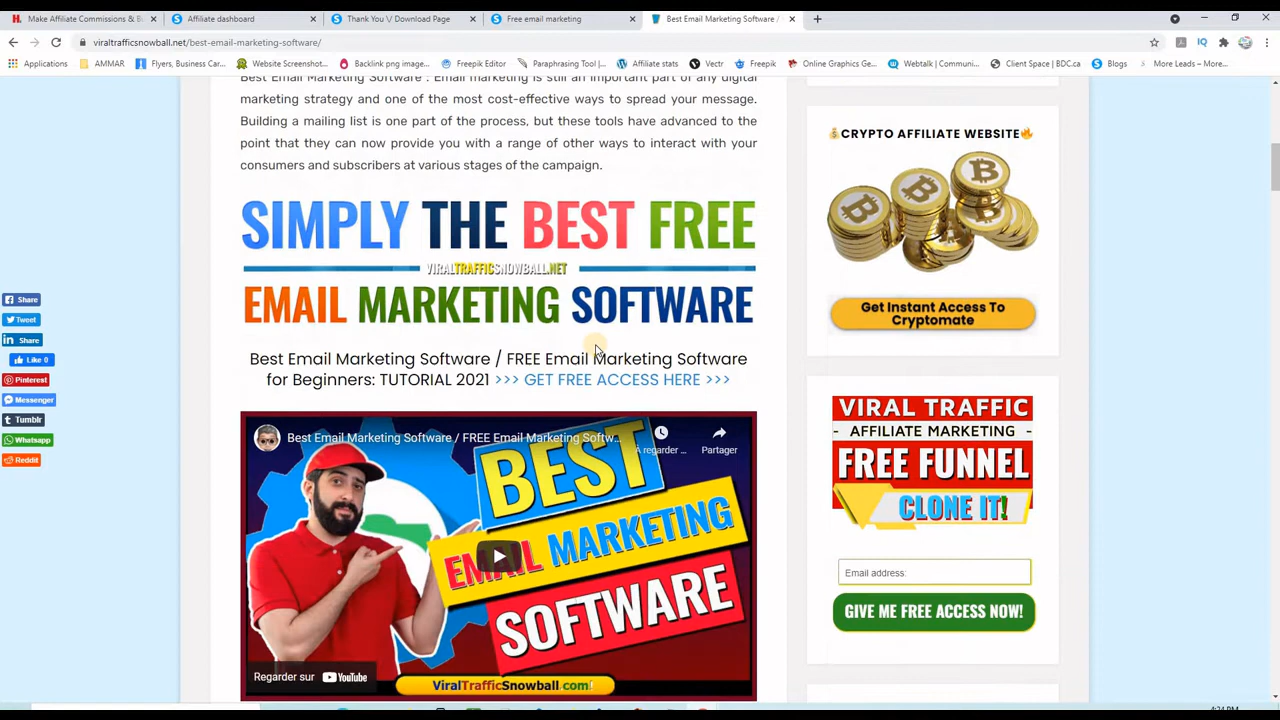 Make Affiliate Commissions & B
Affiliate dashboard
Thank You \/ Download Page
Free email marketing
Best Email Marketing Software /
viraltrafficsnowball.net/best-email-marketing-software/
Applications
AMMAR
Flyers, Business Car...
Website Screenshot...
Backlink png image...
Freepik Editor
Paraphrasing Tool |...
Affiliate stats
Vectr
Freepik
Online Graphics Ge...
Webtalk | Communi...
Client Space | BDC.ca
Blogs
More Leads – More...
Best Email Marketing Software : Email marketing is still an important part of any digital
marketing strategy and one of the most cost-effective ways to spread your message.
Building a mailing list is one part of the process, but these tools have advanced to the
point that they can now provide you with a range of other ways to interact with your
consumers and subscribers at various stages of the campaign.
SIMPLY THE BEST FREE
VIRALTRAFFICSNOWBALL.NET
EMAIL MARKETING SOFTWARE
Best Email Marketing Software / FREE Email Marketing Software
for Beginners: TUTORIAL 2021 >>> GET FREE ACCESS HERE >>>
Best Email Marketing Software / FREE Email Marketing Softw...
À regarder ...
Partager
BEST
EMAIL MARKETING
SOFTWARE
Regarder sur YouTube
ViralTrafficSnowball.com!
Share
Tweet
Share
Like 0
Pinterest
Messenger
Tumblr
Whatsapp
Reddit
CRYPTO AFFILIATE WEBSITE
Get Instant Access To
Cryptomate
VIRAL TRAFFIC
- AFFILIATE MARKETING -
FREE FUNNEL
CLONE IT!
Email address:
GIVE ME FREE ACCESS NOW!